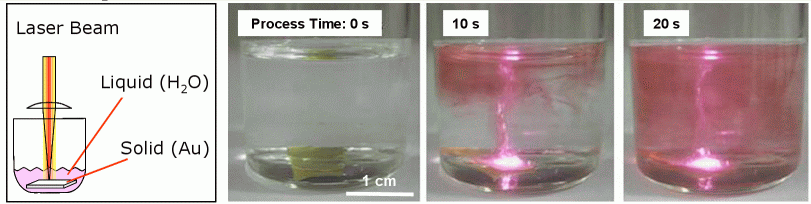 Laser Beam
Liquid (H₂O)
Solid (Au)
Process Time: 0 s
1 cm
10 s
20 s